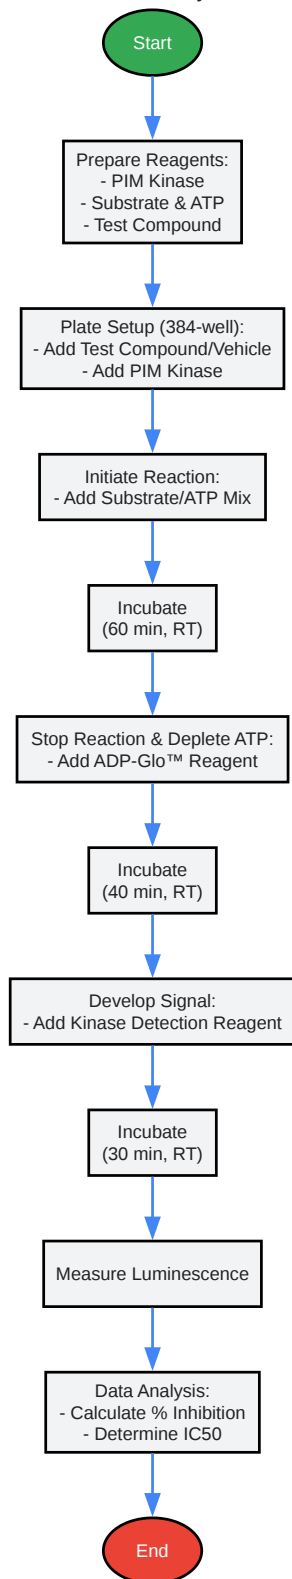 Start
Prepare Reagents:
- PIM Kinase
- Substrate & ATP
- Test Compound
Plate Setup (384-well):
- Add Test Compound/Vehicle
- Add PIM Kinase
Initiate Reaction:
- Add Substrate/ATP Mix
Incubate
(60 min, RT)
Stop Reaction & Deplete ATP:
- Add ADP-Glo™ Reagent
Incubate
(40 min, RT)
Develop Signal:
- Add Kinase Detection Reagent
Incubate
(30 min, RT)
Measure Luminescence
Data Analysis:
- Calculate % Inhibition
- Determine IC50
End